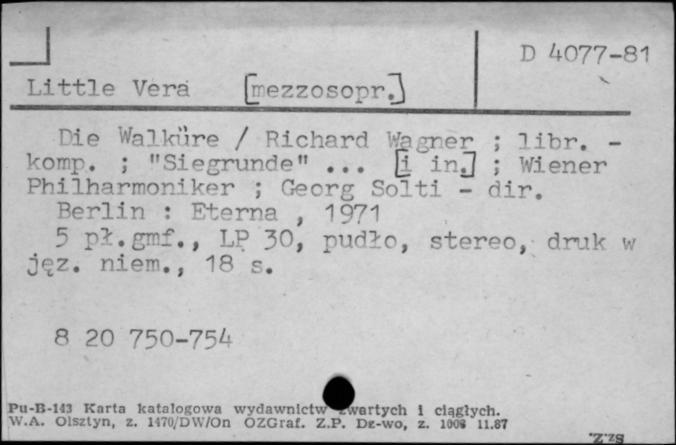 D 4077-81
Little Vera [mezzosopr.]
Die Walküre / Richard Wagner ; libr. -
komp. ; "Siegrunde" ... [i in.] ; Wiener
Philharmoniker ; Georg Solti - dir.
Berlin : Eterna , 1971
5 pł.gmf., LP 30, pudło, stereo, druk w
jęz. niem., 18 s.
8 20 750-754
Pu-B-143 Karta katalogowa wydawnictw zwartych i ciągłych.
W.A. Olsztyn, z. 1470/DW/On OZGraf. Z.P. Dz-wo, z. 1008 11.87